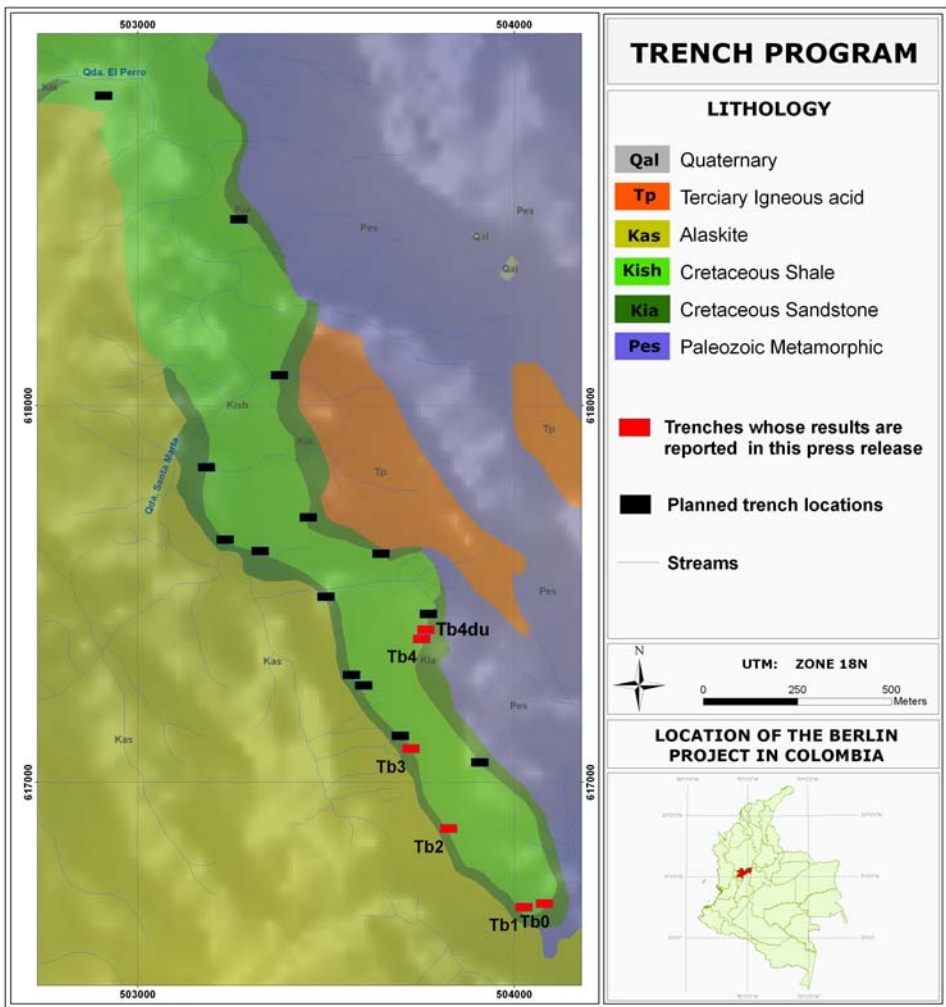 503000
504000
Qda. El Perro
Kia
Kia
Pes
Pes
Qal
Qal
618000
618000
Kish
Kia
Tp
Tp
Qda. Santa Marta
Pes
Tb4du
Tb4
Kia
Kas
Pes
Kas
Tb3
617000
617000
Tb2
Tb1
Tb0
503000
504000
TRENCH PROGRAM
LITHOLOGY
Qal Quaternary
Tp Terciary Igneous acid
Kas Alaskite
Kish Cretaceous Shale
Kia Cretaceous Sandstone
Pes Paleozoic Metamorphic
Trenches whose results are
reported in this press release
Planned trench locations
Streams
N
UTM: ZONE 18N
0 250 500
Meters
LOCATION OF THE BERLIN
PROJECT IN COLOMBIA